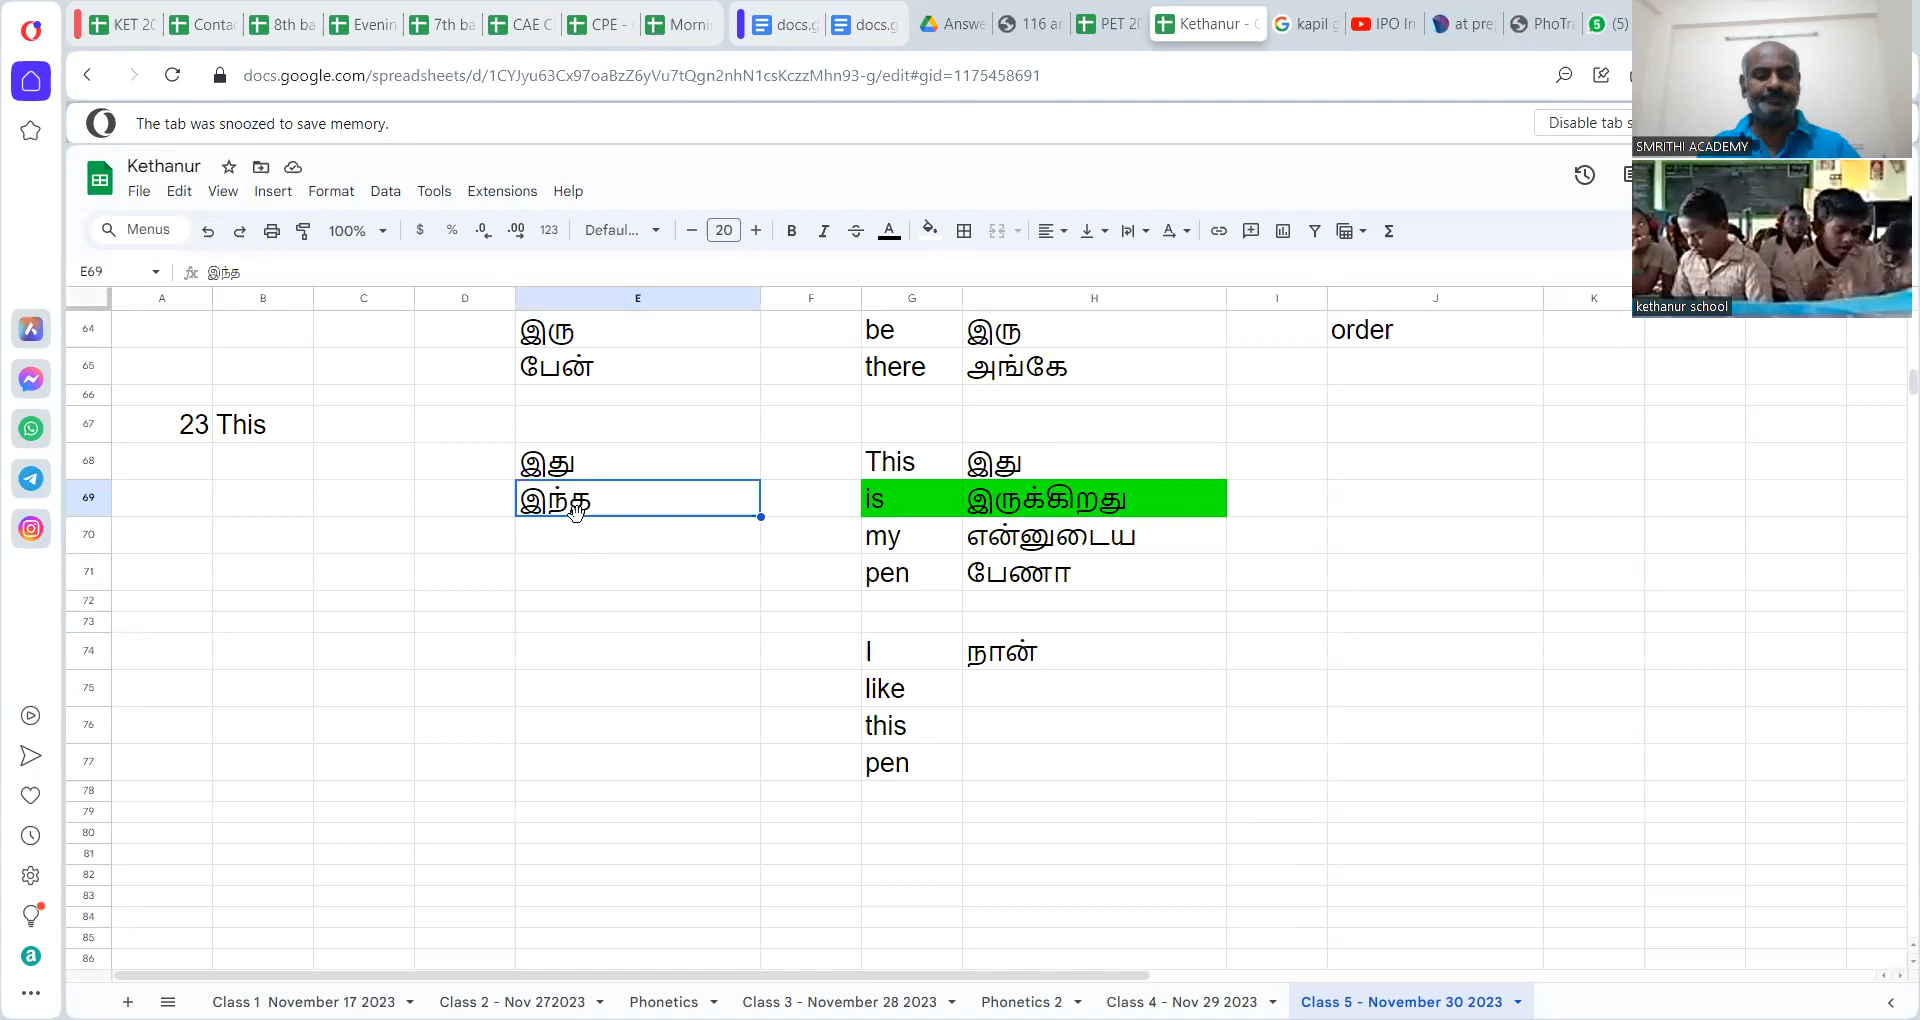 KET 20
Conta
8th ba
Evenin
7th ba
CAE C
CPE -
Mornin
docs.g
docs.g
Answe
116 a
PET 20
Kethanur - G
kapil
IPO In
at pre
PhoTra
(5)
docs.google.com/spreadsheets/d/1CYJyu63Cx97oaBzZ6yVu7tQgn2nhN1csKczzMhn93-g/edit#gid=1175458691
The tab was snoozed to save memory.
Disable tab s
SMRITHI ACADEMY
kethanur school
Kethanur
File Edit View Insert Format Data Tools Extensions Help
Menus 100% $ % .0 .00 123 Defaul... 20 B I A
E69 fx இந்த
A B C D E F G H I J K
64 இரு be இரு order
65 பேன் there அங்கே
66
67 23 This
68 இது This இது
69 இந்த is இருக்கிறது
70 my என்னுடைய
71 pen பேணா
72
73
74 I நான்
75 like
76 this
77 pen
78
79
80
81
82
83
84
85
86
Class 1 November 17 2023 Class 2 - Nov 272023 Phonetics Class 3 - November 28 2023 Phonetics 2 Class 4 - Nov 29 2023 Class 5 - November 30 2023